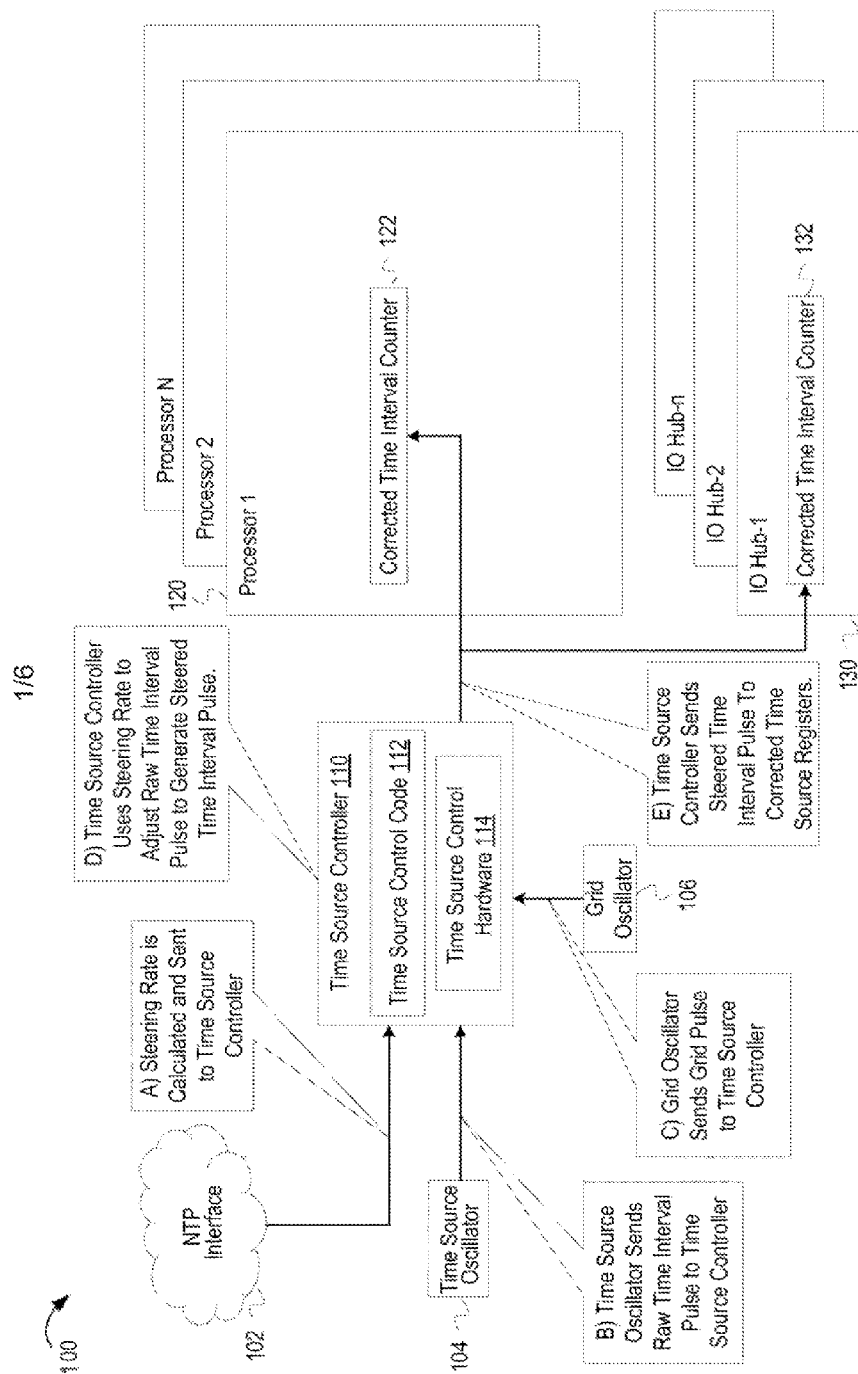 1/6
100
NTP
Interface
102
A) Steering Rate is
Calculated and Sent
to Time Source
Controller
D) Time Source Controller
Uses Steering Rate to
Adjust Raw Time Interval
Pulse to Generate Steered
Time Interval Pulse.
120
Processor 1
Processor 2
Processor N
Corrected Time Interval Counter
122
Time Source Controller 110
Time Source Control Code 112
Time Source Control
Hardware 114
Time Source
Oscillator
104
Grid
Oscillator
106
B) Time Source
Oscillator Sends
Raw Time Interval
Pulse to Time
Source Controller
C) Grid Oscillator
Sends Grid Pulse
to Time Source
Controller
E) Time Source
Controller Sends
Steered Time
Interval Pulse To
Corrected Time
Source Registers.
IO Hub-1
IO Hub-2
IO Hub-n
Corrected Time Interval Counter
132
130